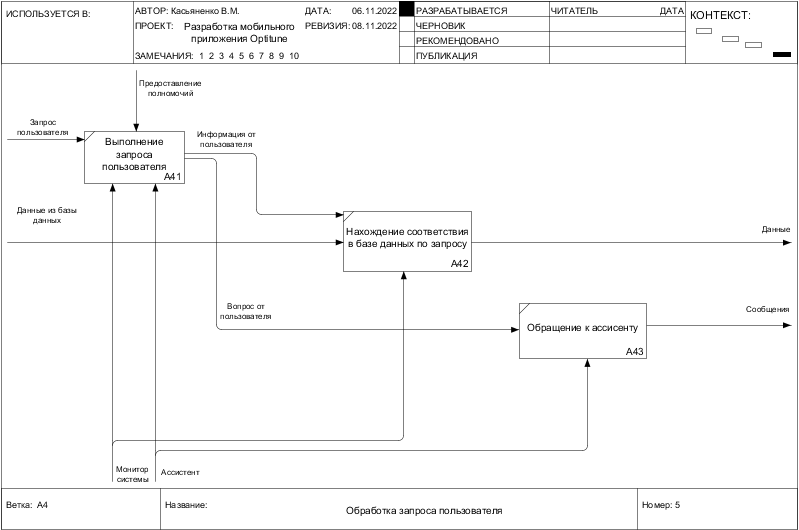 ИСПОЛЬЗУЕТСЯ В:
АВТОР: Касьяненко В.М.
ДАТА: 06.11.2022
РАЗРАБАТЫВАЕТСЯ
ЧИТАТЕЛЬ
ДАТА
КОНТЕКСТ:
ПРОЕКТ: Разработка мобильного
приложения Optitune
РЕВИЗИЯ: 08.11.2022
ЧЕРНОВИК
РЕКОМЕНДОВАНО
ЗАМЕЧАНИЯ: 1 2 3 4 5 6 7 8 9 10
ПУБЛИКАЦИЯ
Предоставление
полномочий
Запрос
пользователя
Выполнение
запроса
пользователя
A41
Информация от
пользователя
Данные из базы
данных
Нахождение соответствия
в базе данных по запросу
A42
Данные
Вопрос от
пользователя
Обращение к ассисенту
A43
Сообщения
Монитор
системы
Ассистент
Ветка: A4
Название:
Обработка запроса пользователя
Номер: 5